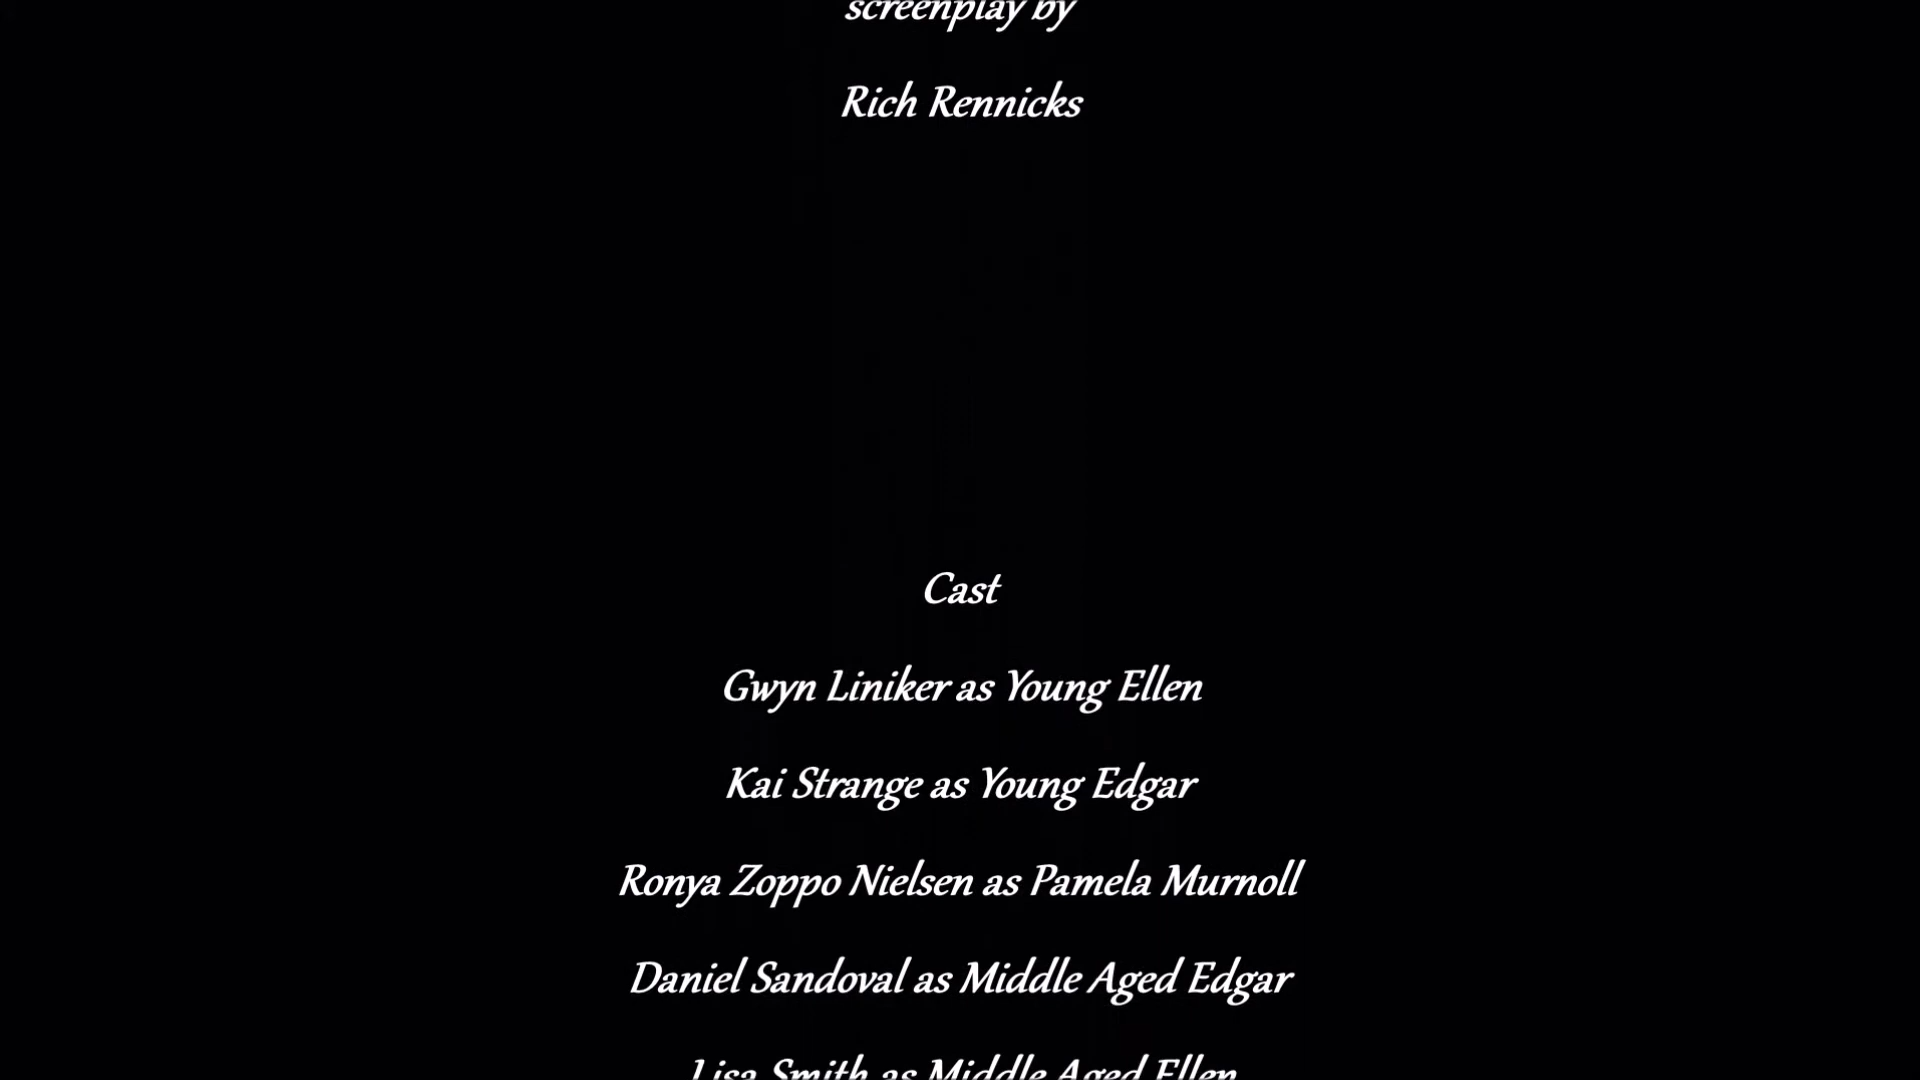 screenplay by
Rich Rennicks
Cast
Gwyn Liniker as Young Ellen
Kai Strange as Young Edgar
Ronya Zoppo Nielsen as Pamela Murnoll
Daniel Sandoval as Middle Aged Edgar
Lisa Smith as Middle Aged Ellen